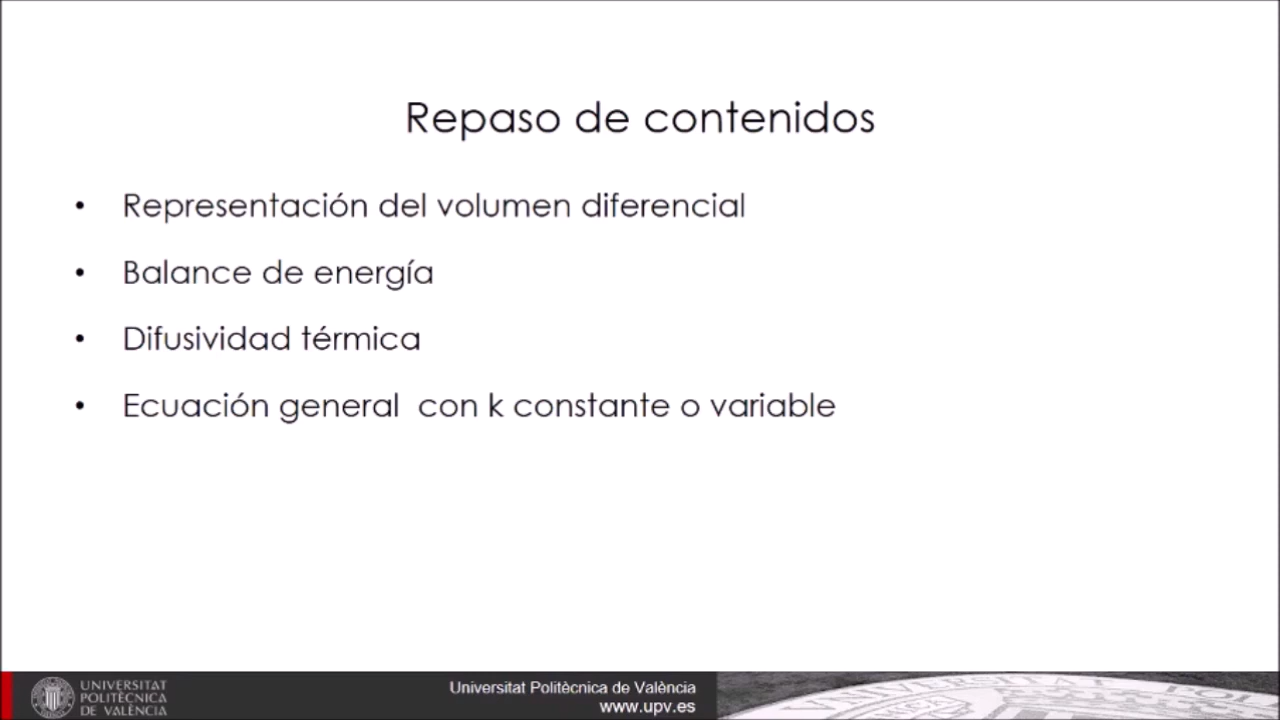 Repaso de contenidos
• Representación del volumen diferencial
• Balance de energía
• Difusividad térmica
• Ecuación general  con k constante o variable
UNIVERSITAT
POLITÈCNICA
DE VALÈNCIA
Universitat Politècnica de València
www.upv.es